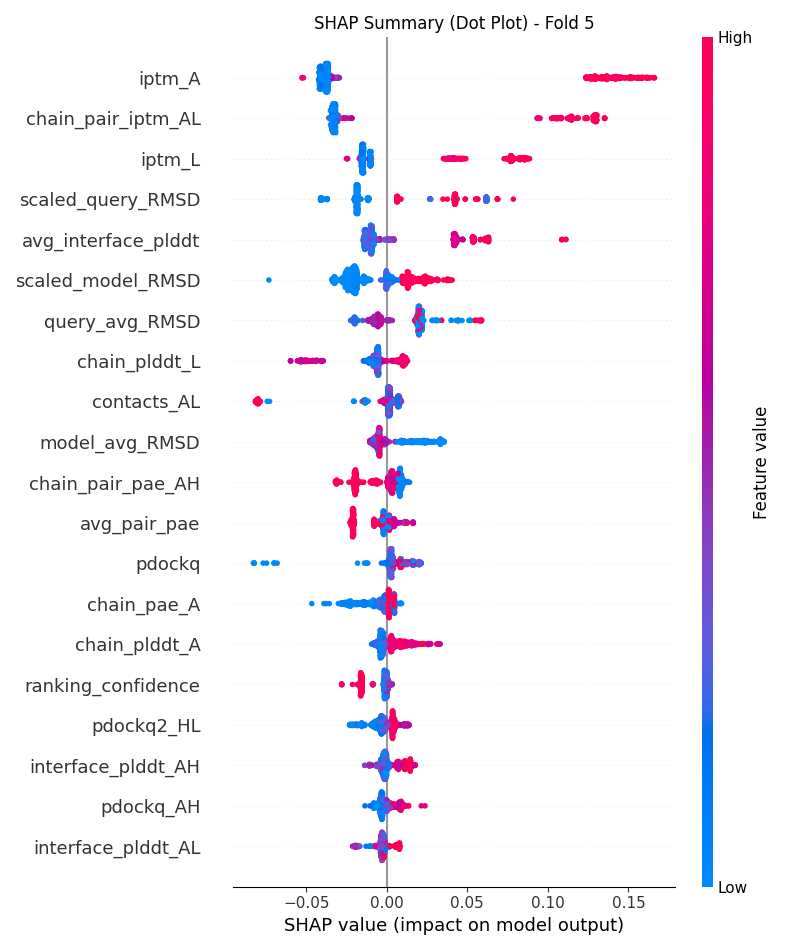 SHAP Summary (Dot Plot) - Fold 5
High
iptm_A
chain_pair_iptm_AL
iptm_L
scaled_query_RMSD
avg_interface_plddt
scaled_model_RMSD
query_avg_RMSD
chain_plddt_L
contacts_AL
model_avg_RMSD
chain_pair_pae_AH
avg_pair_pae
pdockq
chain_pae_A
chain_plddt_A
ranking_confidence
pdockq2_HL
interface_plddt_AH
pdockq_AH
interface_plddt_AL
Feature value
Low
−0.05 0.00 0.05 0.10 0.15
SHAP value (impact on model output)